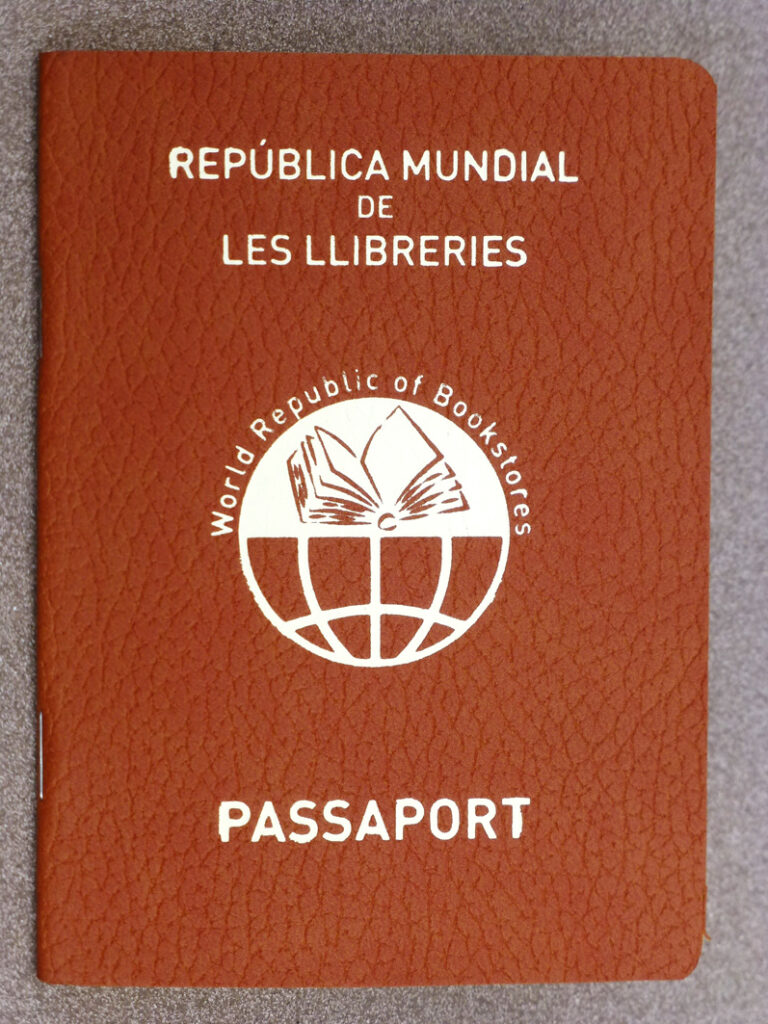 REPÚBLICA MUNDIAL
DE
LES LLIBRERIES
World Republic of Bookstores
PASSAPORT